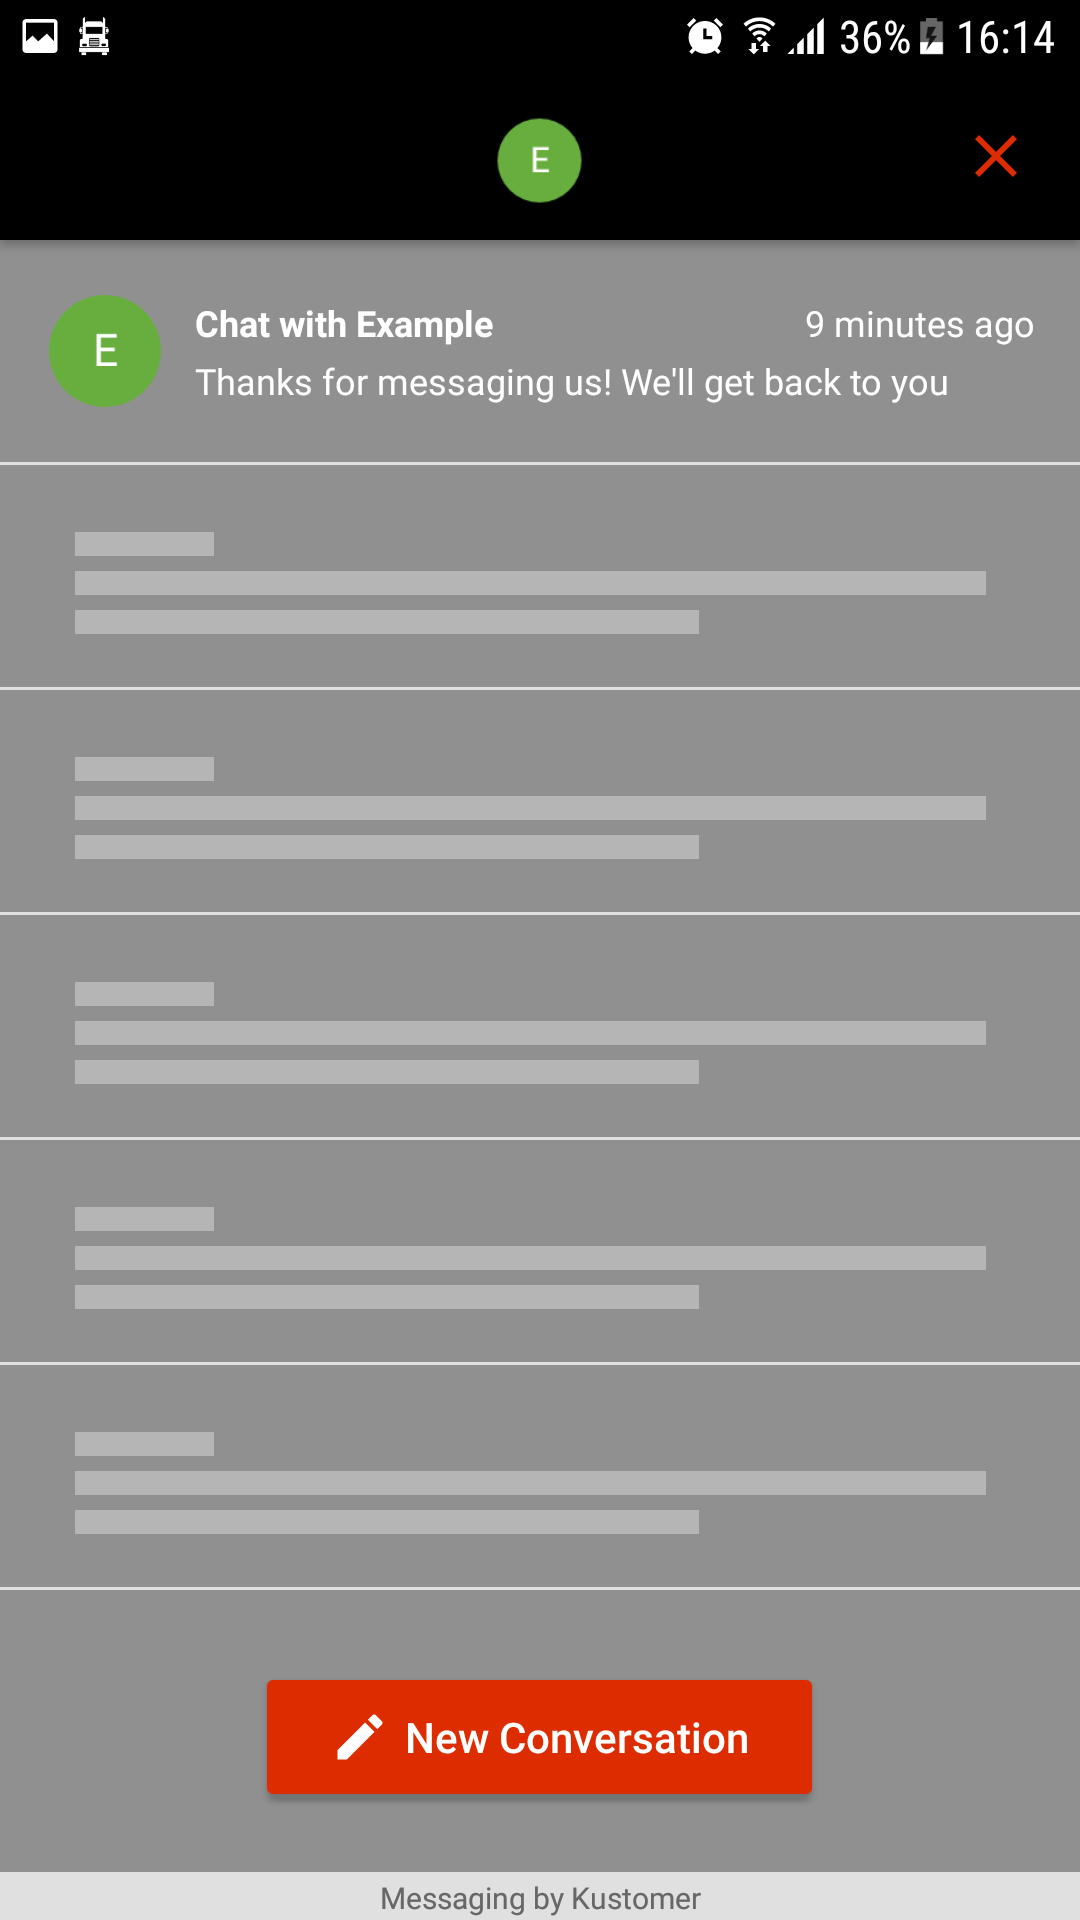 36% 16:14
E
E
Chat with Example 9 minutes ago
Thanks for messaging us! We'll get back to you
New Conversation
Messaging by Kustomer